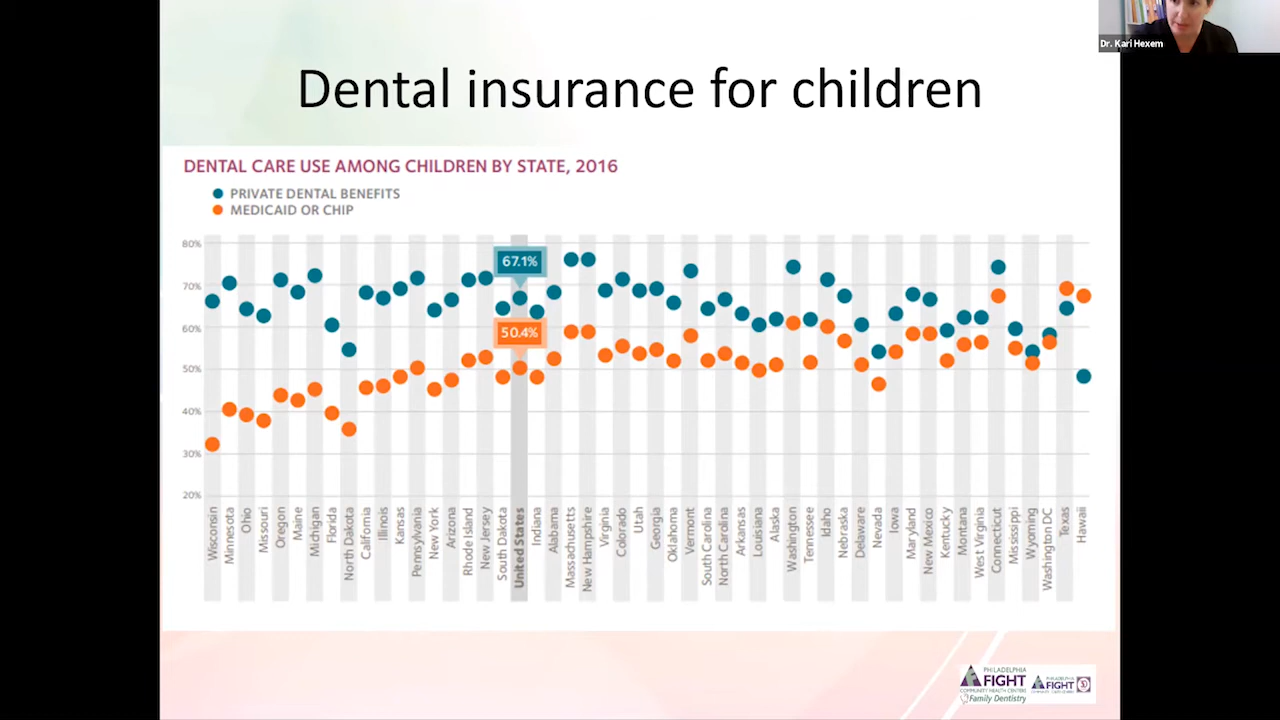 Dr. Kari Hexem
Dental insurance for children
DENTAL CARE USE AMONG CHILDREN BY STATE, 2016
PRIVATE DENTAL BENEFITS
MEDICAID OR CHIP
80%
70%
60%
50%
40%
30%
20%
67.1%
50.4%
Wisconsin
Minnesota
Ohio
Missouri
Oregon
Maine
Michigan
Florida
North Dakota
California
Illinois
Kansas
Pennsylvania
New York
Arizona
Rhode Island
New Jersey
South Dakota
United States
Indiana
Alabama
Massachusetts
New Hampshire
Virginia
Colorado
Utah
Georgia
Oklahoma
Vermont
South Carolina
North Carolina
Arkansas
Louisiana
Alaska
Washington
Tennessee
Idaho
Nebraska
Delaware
Nevada
Iowa
Maryland
New Mexico
Kentucky
Montana
West Virginia
Connecticut
Mississippi
Wyoming
Washington DC
Texas
Hawaii
PHILADELPHIA
FIGHT
COMMUNITY HEALTH CENTERS
Family Dentistry
PHILADELPHIA
FIGHT